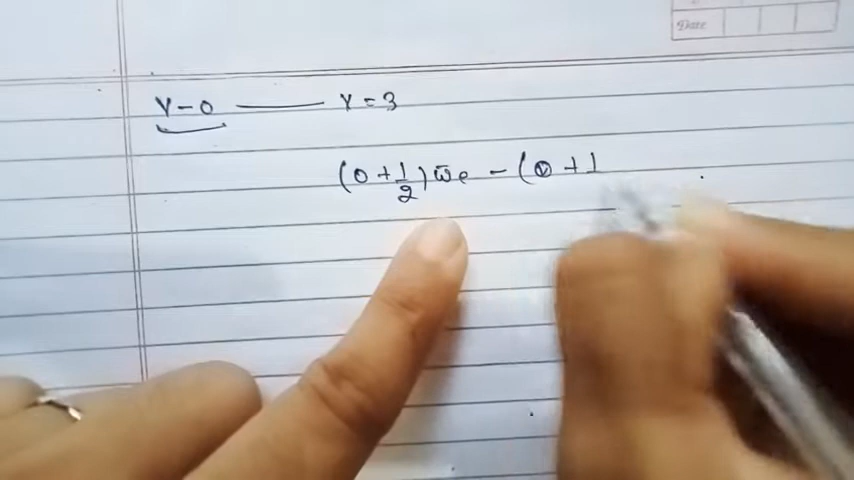 Date
V-0 —— V = 3
(0 + 1/2) ω̄e - (0 + 1